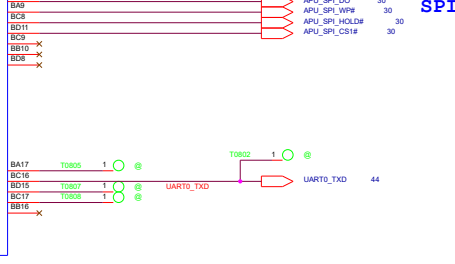 BA9 APU_SPI_DO 30 SPI
BC8 APU_SPI_WP# 30
BD11 APU_SPI_HOLD# 30
BC9 APU_SPI_CS1# 30
BB10
BD8
T0802 1 @
BA17 T0805 1 @
BC16
BD15 T0807 1 @ UART0_TXD UART0_TXD 44
BC17 T0808 1 @
BB16